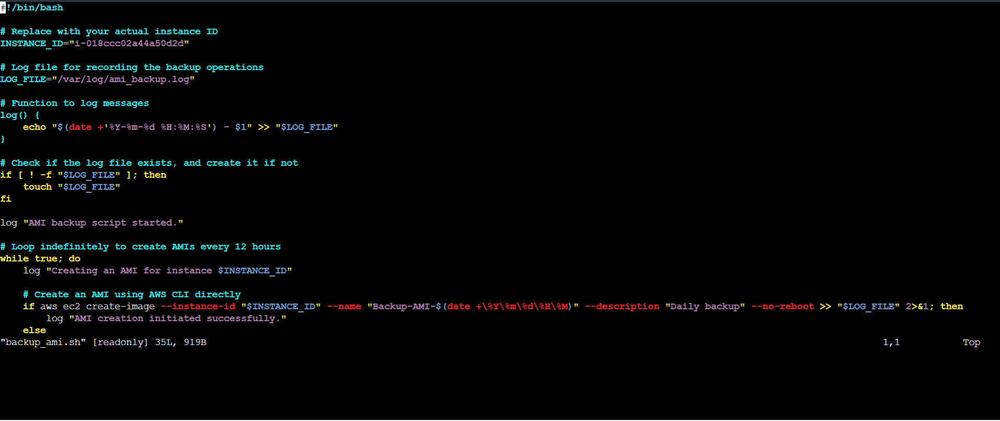 #!/bin/bash

# Replace with your actual instance ID
INSTANCE_ID="i-018ccc02a44a50d2d"

# Log file for recording the backup operations
LOG_FILE="/var/log/ami_backup.log"

# Function to log messages
log() {
    echo "$(date +'%Y-%m-%d %H:%M:%S') - $1" >> "$LOG_FILE"
}

# Check if the log file exists, and create it if not
if [ ! -f "$LOG_FILE" ]; then
    touch "$LOG_FILE"
fi

log "AMI backup script started."

# Loop indefinitely to create AMIs every 12 hours
while true; do
    log "Creating an AMI for instance $INSTANCE_ID"

    # Create an AMI using AWS CLI directly
    if aws ec2 create-image --instance-id "$INSTANCE_ID" --name "Backup-AMI-$(date +\%Y\%m\%d\%H\%M)" --description "Daily backup" --no-reboot >> "$LOG_FILE" 2>&1; then
        log "AMI creation initiated successfully."
    else
"backup_ami.sh" [readonly] 35L, 919B 1,1 Top